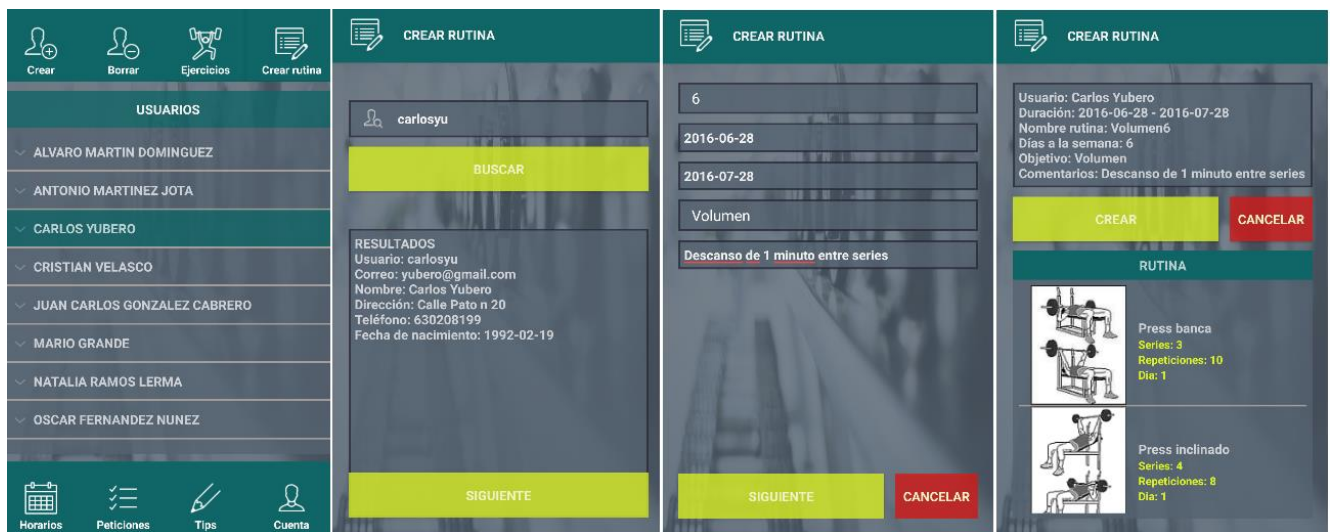 Crear
Borrar
Ejercicios
Crear rutina
USUARIOS
ALVARO MARTIN DOMINGUEZ
ANTONIO MARTINEZ JOTA
CARLOS YUBERO
CRISTIAN VELASCO
JUAN CARLOS GONZALEZ CABRERO
MARIO GRANDE
NATALIA RAMOS LERMA
OSCAR FERNANDEZ NUNEZ
Horarios
Peticiones
Tips
Cuenta
CREAR RUTINA
carlosyu
BUSCAR
RESULTADOS
Usuario: carlosyu
Correo: yubero@gmail.com
Nombre: Carlos Yubero
Dirección: Calle Pato n 20
Teléfono: 630208199
Fecha de nacimiento: 1992-02-19
SIGUIENTE
CREAR RUTINA
6
2016-06-28
2016-07-28
Volumen
Descanso de 1 minuto entre series
SIGUIENTE
CANCELAR
CREAR RUTINA
Usuario: Carlos Yubero
Duración: 2016-06-28 - 2016-07-28
Nombre rutina: Volumen6
Días a la semana: 6
Objetivo: Volumen
Comentarios: Descanso de 1 minuto entre series
CREAR
CANCELAR
RUTINA
Press banca
Series: 3
Repeticiones: 10
Dia: 1
Press inclinado
Series: 4
Repeticiones: 8
Dia: 1